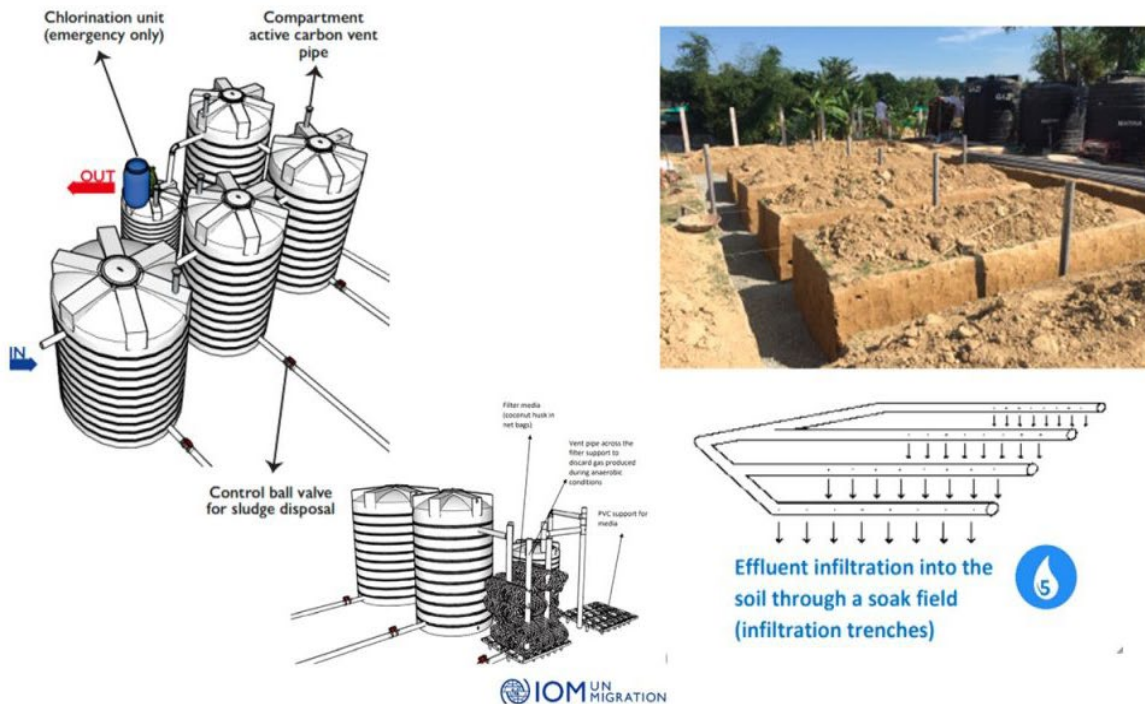 Chlorination unit
(emergency only)
Compartment
active carbon vent
pipe
OUT
IN
Control ball valve
for sludge disposal
Filter media
(coconut husk in
net bags)
Vent pipe across the
filter support to
discard gas produced
during anaerobic
conditions
PVC support for
media
GAZI
Effluent infiltration into the
soil through a soak field
(infiltration trenches)
5
IOM UN
MIGRATION